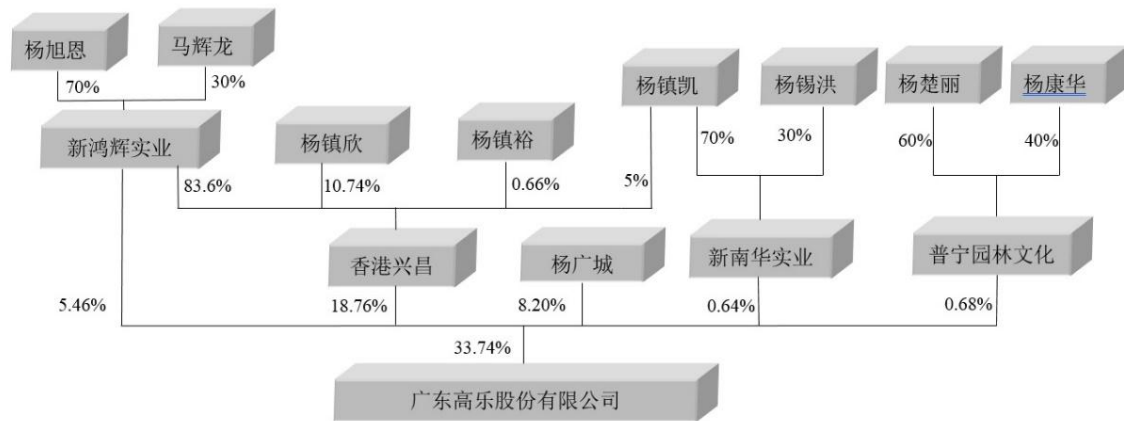 杨旭恩
马辉龙
杨镇凯
杨锡洪
杨楚丽
杨康华
70%
30%
新鸿辉实业
杨镇欣
杨镇裕
70%
30%
60%
40%
83.6%
10.74%
0.66%
5%
香港兴昌
杨广城
新南华实业
普宁园林文化
5.46%
18.76%
8.20%
0.64%
0.68%
33.74%
广东高乐股份有限公司